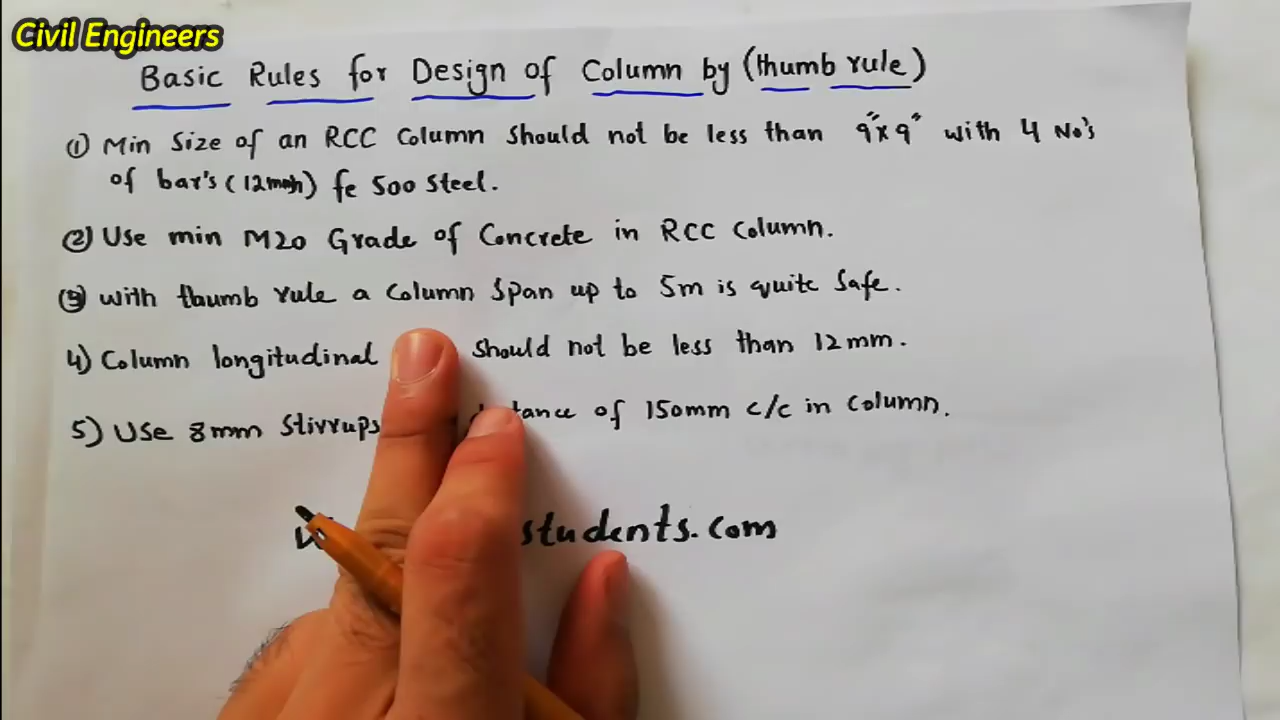 Civil Engineers
Basic Rules for Design of Column by (thumb rule)
① Min Size of an RCC Column should not be less than 9"x9" with 4 No's
of bar's (12mm) fe 500 Steel.
② Use min M20 Grade of Concrete in RCC Column.
③ with thumb rule a Column Span up to 5m is quite Safe.
4) Column longitudinal should not be less than 12mm.
5) Use 8mm Stirrups of 150mm c/c in Column.
students.com